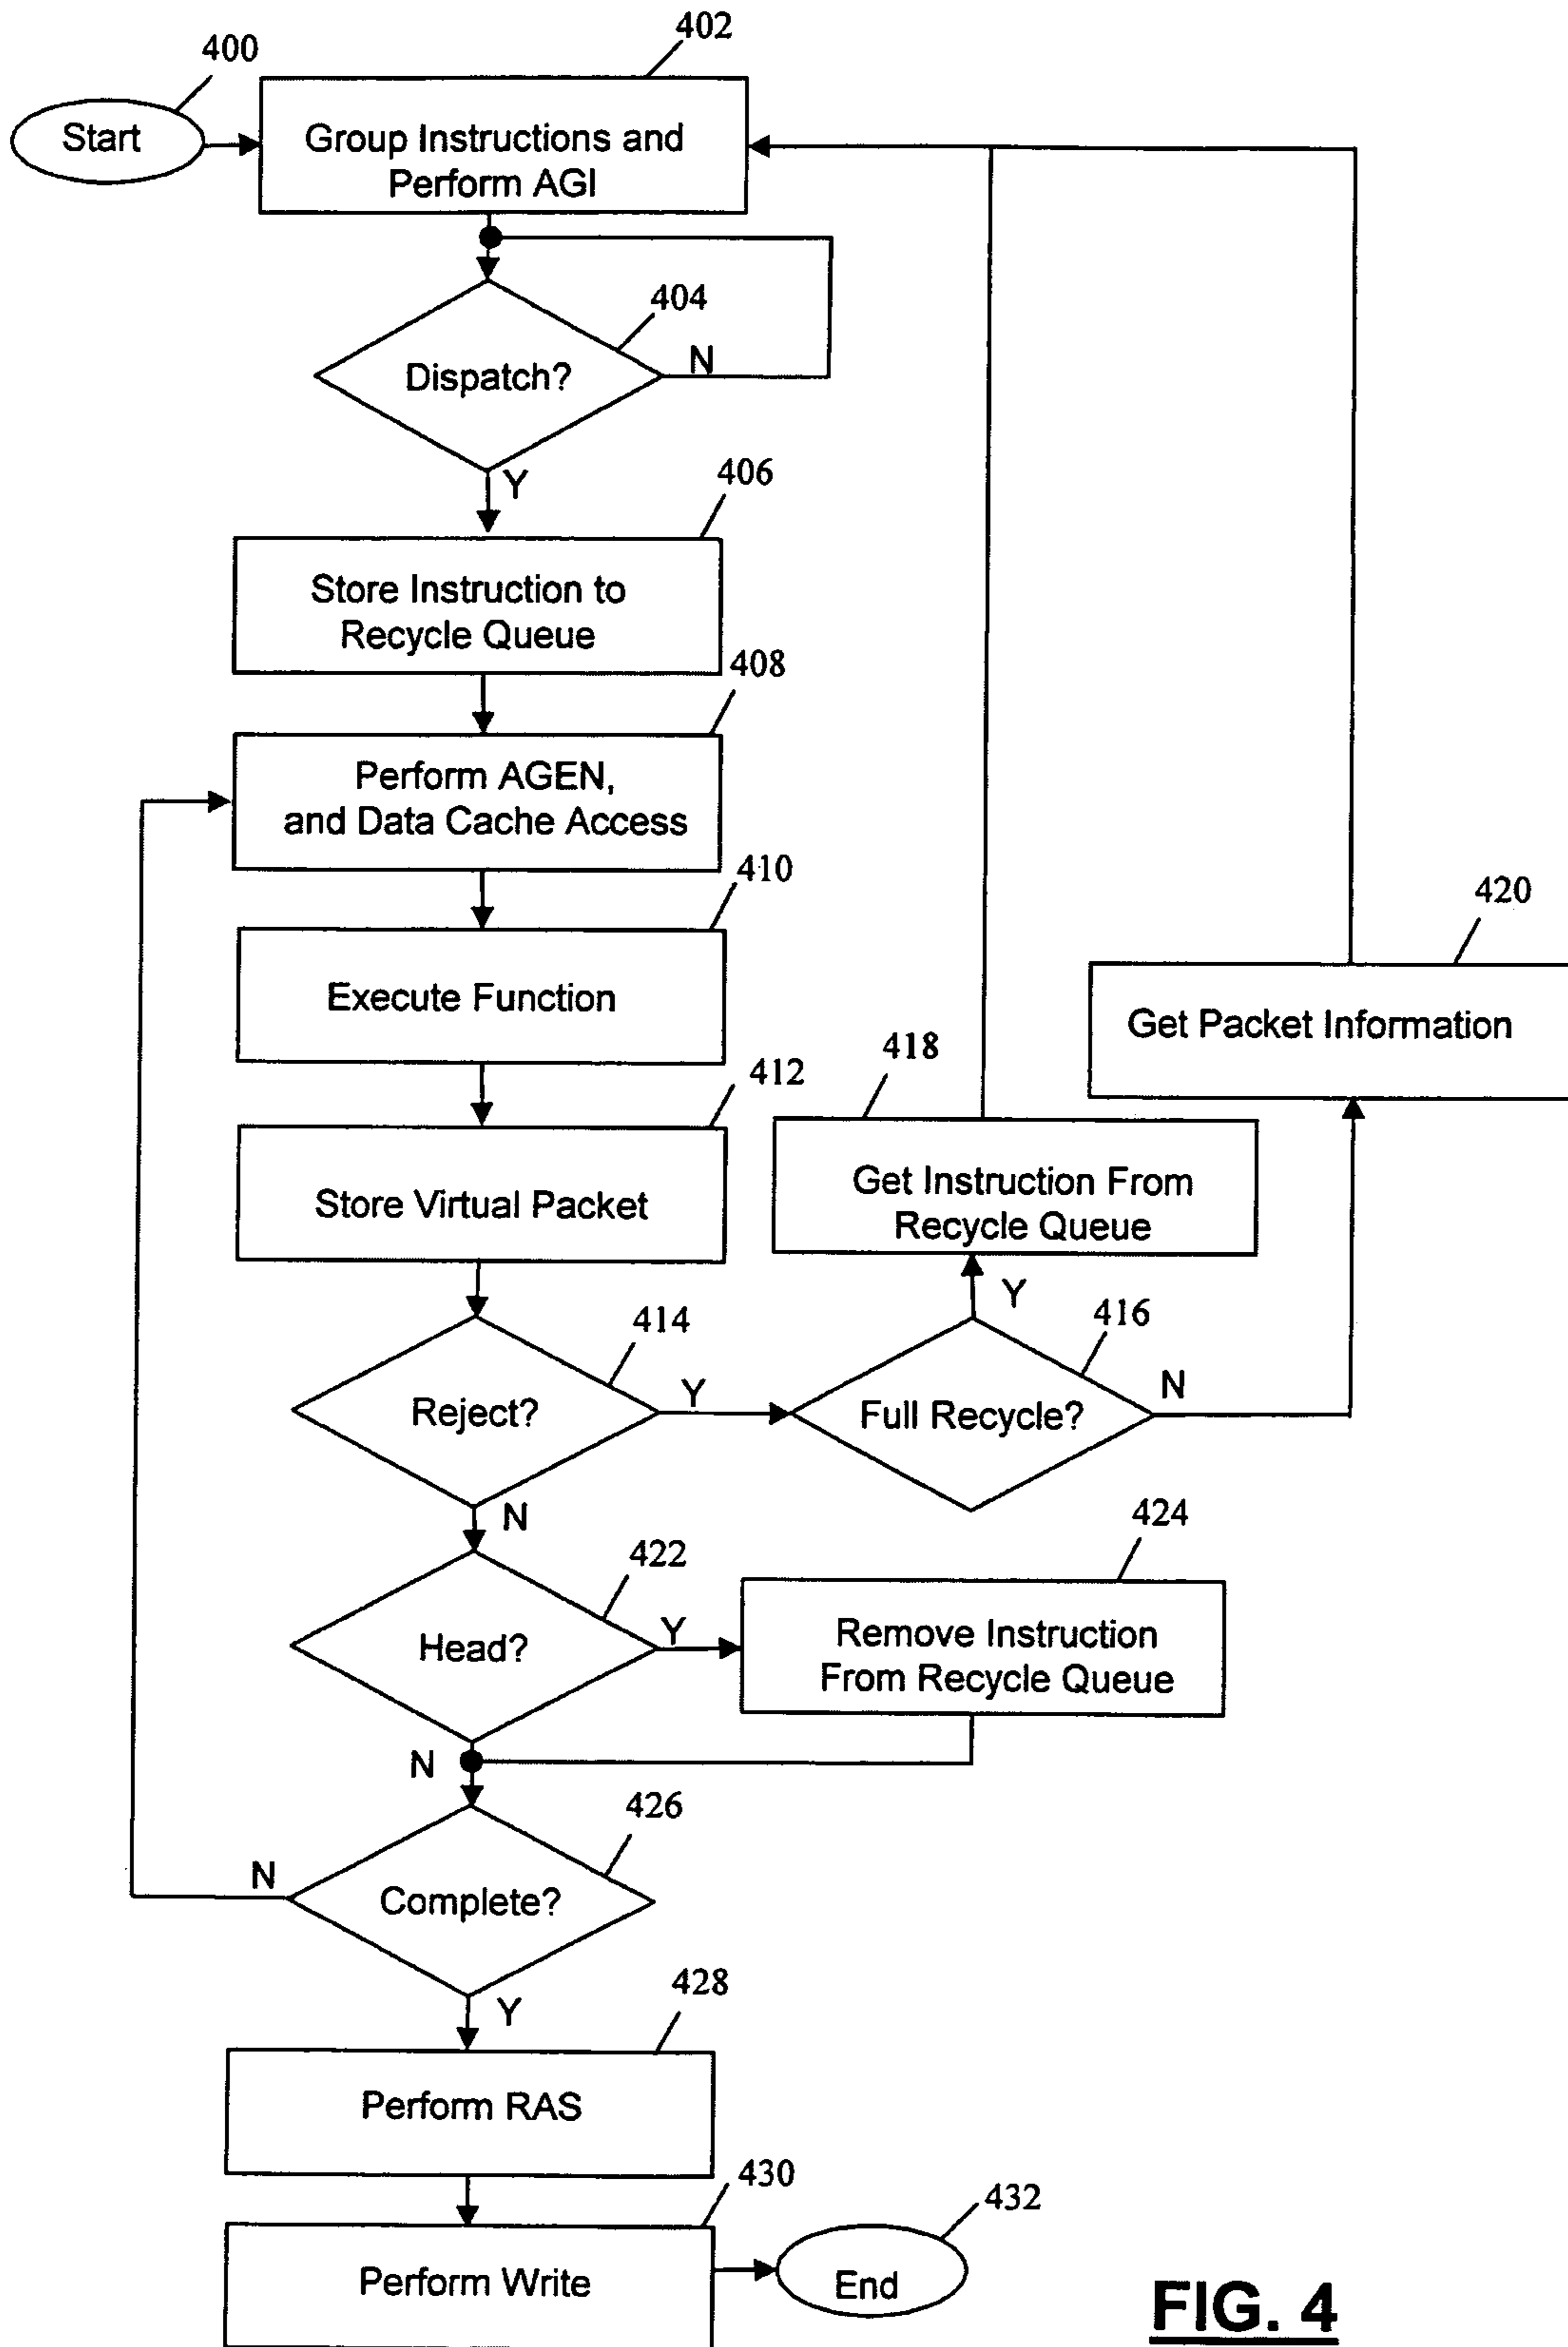 400
402
Start
Group Instructions and
Perform AGI
404
Dispatch?
N
Y
406
Store Instruction to
Recycle Queue
408
Perform AGEN,
and Data Cache Access
410
Execute Function
420
Get Packet Information
412
418
Store Virtual Packet
Get Instruction From
Recycle Queue
414
Y
416
Reject?
Y
Full Recycle?
N
N
422
424
Head?
Y
Remove Instruction
From Recycle Queue
N
426
N
Complete?
428
Y
Perform RAS
430
432
Perform Write
End
FIG. 4